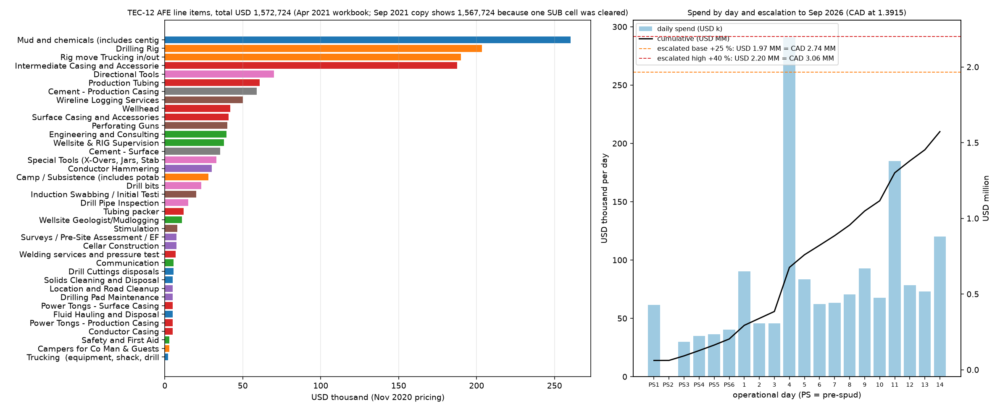 TEC-12 AFE line items, total USD 1,572,724 (Apr 2021 workbook; Sep 2021 copy shows 1,567,724 because one SUB cell was cleared)
Mud and chemicals (includes centig
Drilling Rig
Rig move Trucking in/out
Intermediate Casing and Accessorie
Directional Tools
Production Tubing
Cement - Production Casing
Wireline Logging Services
Wellhead
Surface Casing and Accessories
Perforating Guns
Engineering and Consulting
Wellsite & RIG Supervision
Cement - Surface
Special Tools (X-Overs, Jars, Stab
Conductor Hammering
Camp / Subsistence (includes potab
Drill bits
Induction Swabbing / Initial Testi
Drill Pipe Inspection
Tubing packer
Wellsite Geologist/Mudlogging
Stimulation
Surveys / Pre-Site Assessment / EF
Cellar Construction
Welding services and pressure test
Communication
Drill Cuttings disposals
Solids Cleaning and Disposal
Location and Road Cleanup
Drilling Pad Maintenance
Power Tongs - Surface Casing
Fluid Hauling and Disposal
Power Tongs - Production Casing
Conductor Casing
Safety and First Aid
Campers for Co Man & Guests
Trucking  (equipment, shack, drill
0 50 100 150 200 250
USD thousand (Nov 2020 pricing)
Spend by day and escalation to Sep 2026 (CAD at 1.3915)
daily spend (USD k)
cumulative (USD MM)
escalated base +25 %: USD 1.97 MM = CAD 2.74 MM
escalated high +40 %: USD 2.20 MM = CAD 3.06 MM
USD thousand per day
300
250
200
150
100
50
0
PS1 PS2 PS3 PS4 PS5 PS6 1 2 3 4 5 6 7 8 9 10 11 12 13 14
operational day (PS = pre-spud)
2.0
1.5
1.0
0.5
0.0
USD million